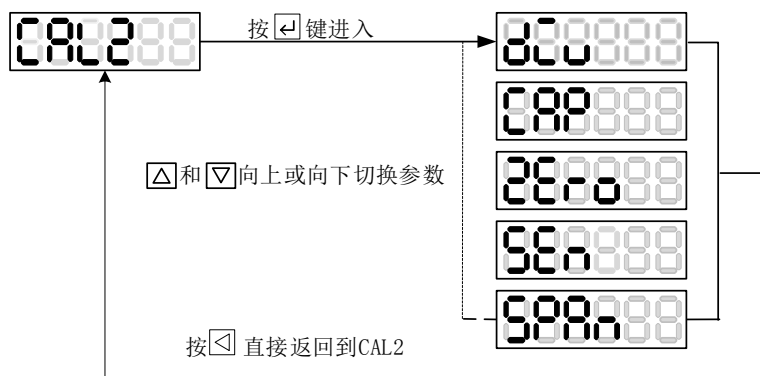 CAL2
按 键进入
dCu
CAP
和 向上或向下切换参数
2Ero
SEn
SPAn
按 直接返回到CAL2